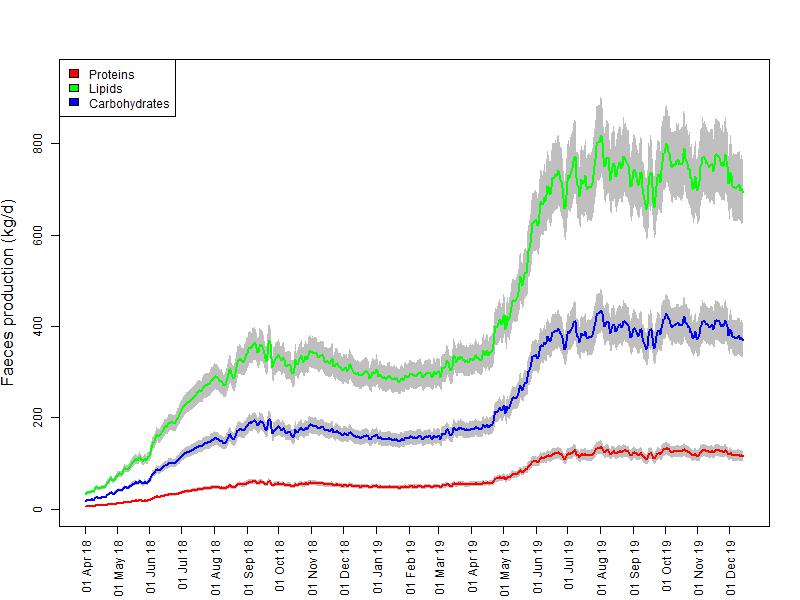 Proteins
Lipids
Carbohydrates
Faeces production (kg/d)
800
600
400
200
0
01 Apr 18
01 May 18
01 Jun 18
01 Jul 18
01 Aug 18
01 Sep 18
01 Oct 18
01 Nov 18
01 Dec 18
01 Jan 19
01 Feb 19
01 Mar 19
01 Apr 19
01 May 19
01 Jun 19
01 Jul 19
01 Aug 19
01 Sep 19
01 Oct 19
01 Nov 19
01 Dec 19